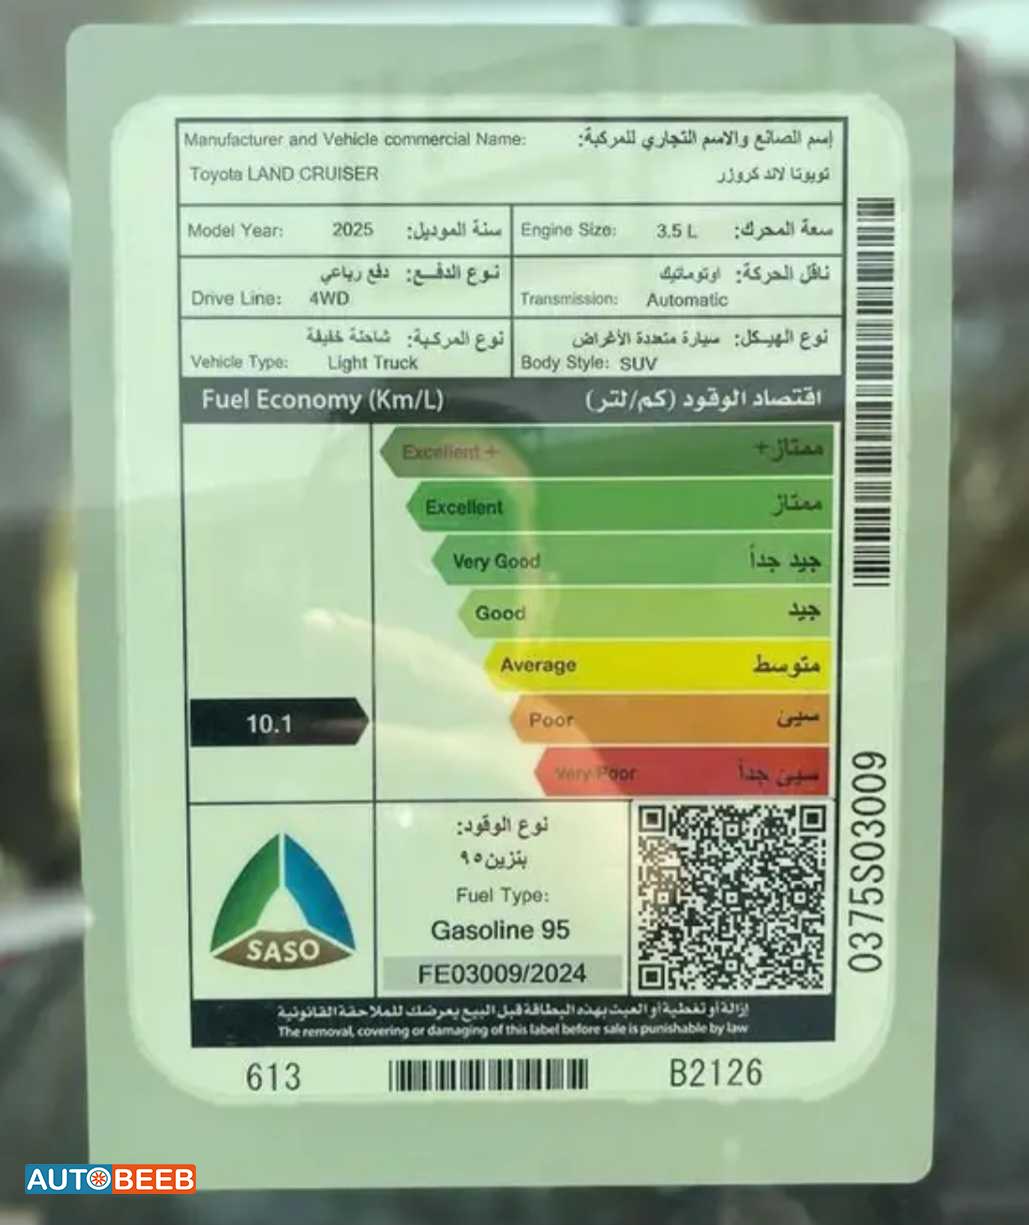 Manufacturer and Vehicle commercial Name: إسم الصانع والاسم التجاري للمركبة:
Toyota LAND CRUISER تويوتا لاند كروزر
Model Year: 2025 سنة الموديل: Engine Size: 3.5 L سعة المحرك:
نوع الدفـع: دفع رباعي ناقل الحركة: اوتوماتيك
Drive Line: 4WD Transmission: Automatic
نوع المركبة: شاحنة خفيفة نوع الهيكل: سيارة متعددة الأغراض
Vehicle Type: Light Truck Body Style: SUV
Fuel Economy (Km/L) اقتصاد الوقود (كم/لتر)
Excellent + ممتاز+
Excellent ممتاز
Very Good جيد جداً
Good جيد
Average متوسط
10.1 Poor سيئ
Very Poor سيئ جداً
نوع الوقود:
بنزين ٩٥
Fuel Type:
Gasoline 95
FE03009/2024
SASO
0375S03009
إزالة أو تغطية أو العبث بهذه البطاقة قبل البيع يعرضك للملاحقة القانونية
The removal, covering or damaging of this label before sale is punishable by law
613 B2126
AUTOBEEB